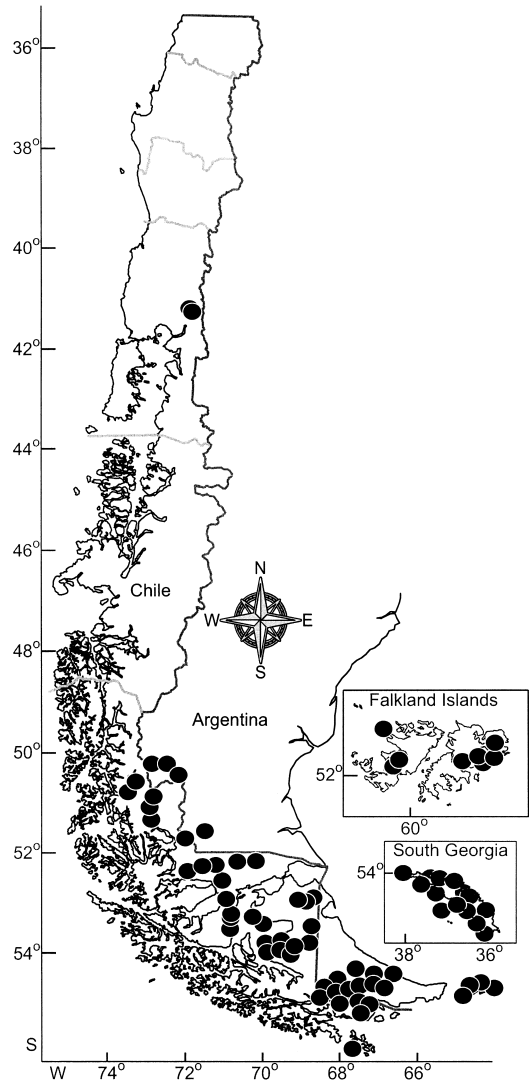 36°
38°
40°
42°
44°
46°
Chile
N
W E
S
48°
Falkland Islands
Argentina
50°
52°
60°
52°
South Georgia
54°
38° 36°
54°
S
W 74° 72° 70° 68° 66°